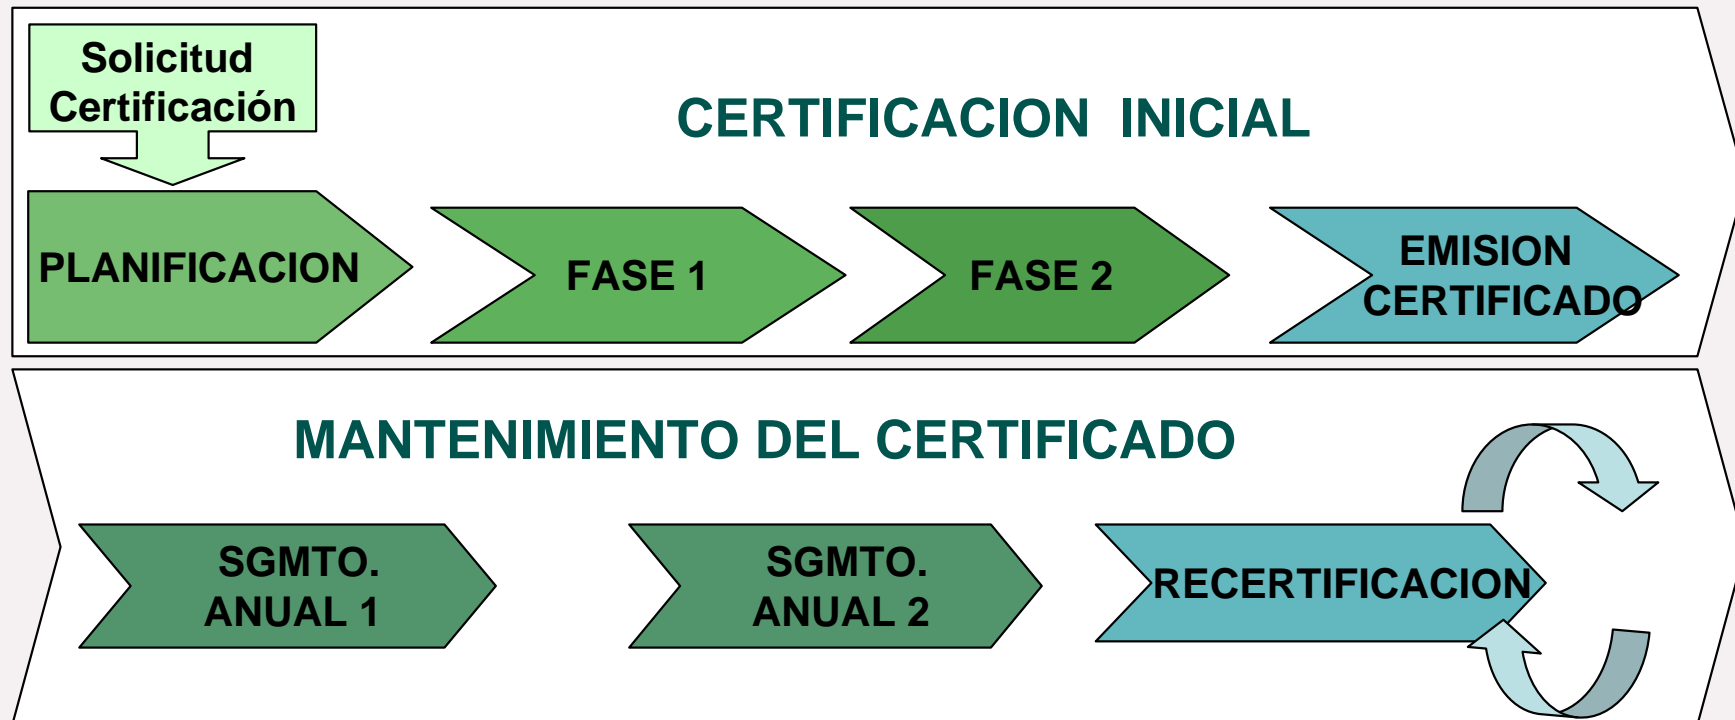 Solicitud
Certificación
CERTIFICACION INICIAL
PLANIFICACION
FASE 1
FASE 2
EMISION
CERTIFICADO
MANTENIMIENTO DEL CERTIFICADO
SGMTO.
ANUAL 1
SGMTO.
ANUAL 2
RECERTIFICACION